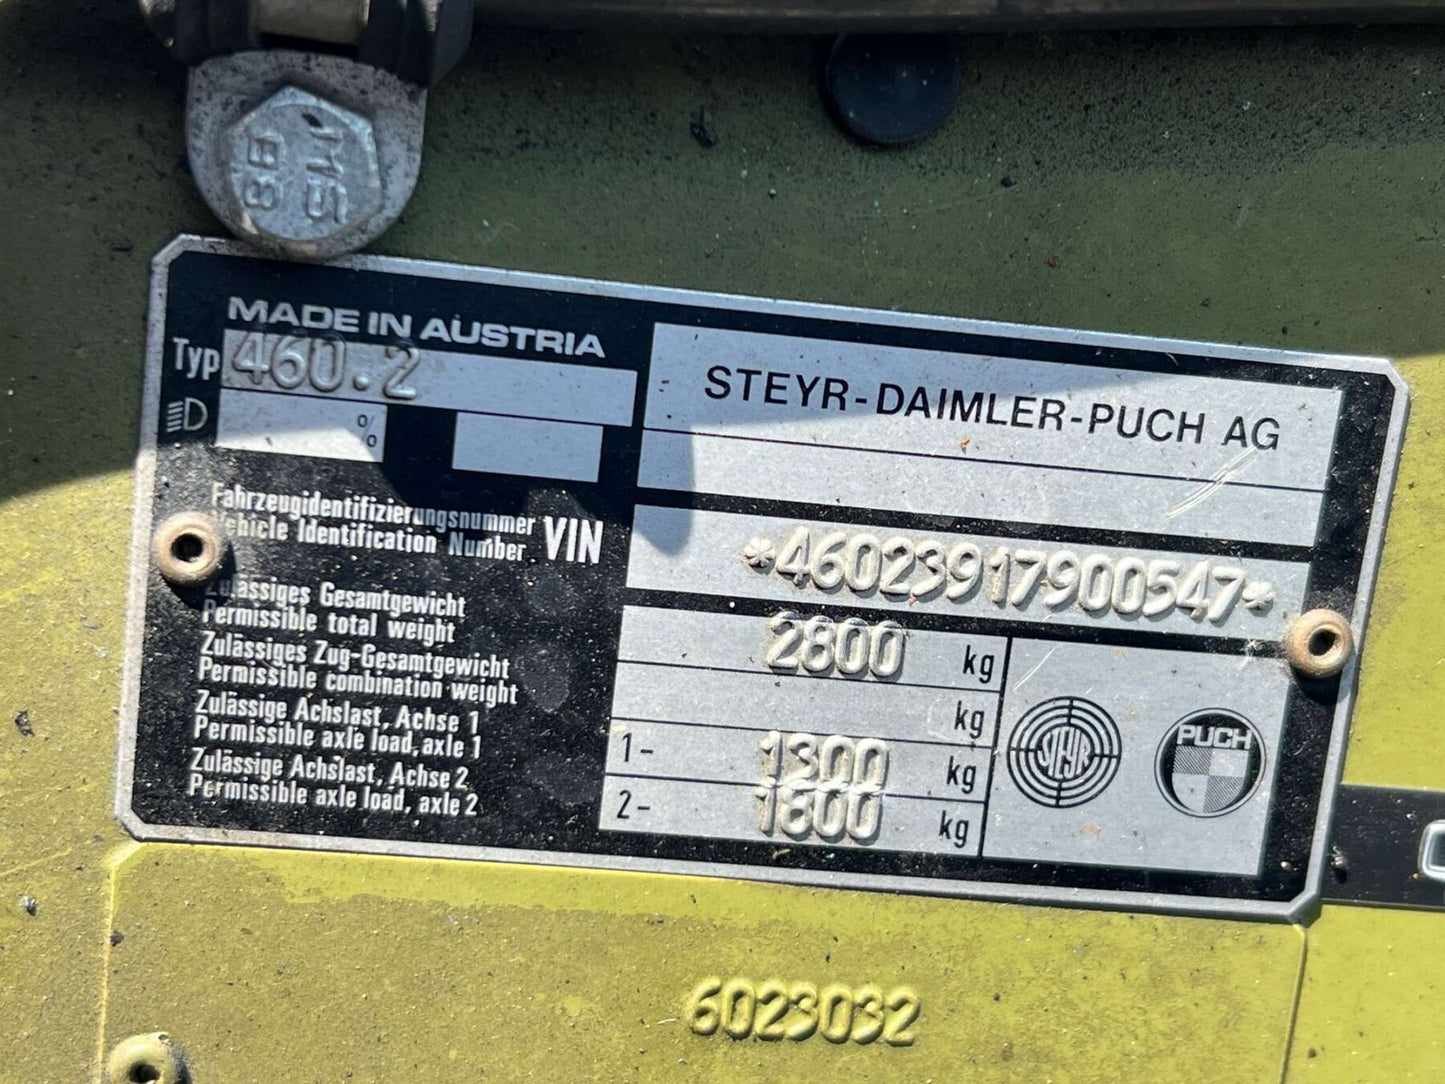 88
SWS
MADE IN AUSTRIA
Typ 460.2
%
STEYR-DAIMLER-PUCH AG
Fahrzeugidentifizierungsnummer
Vehicle Identification Number VIN
*46023917900547*
Zulässiges Gesamtgewicht
Permissible total weight
2800 kg
Zulässiges Zug-Gesamtgewicht
Permissible combination weight
kg
Zulässige Achslast, Achse 1
Permissible axle load, axle 1
1- 1300 kg
Zulässige Achslast, Achse 2
Permissible axle load, axle 2
2- 1800 kg
STEYR
PUCH
6023032